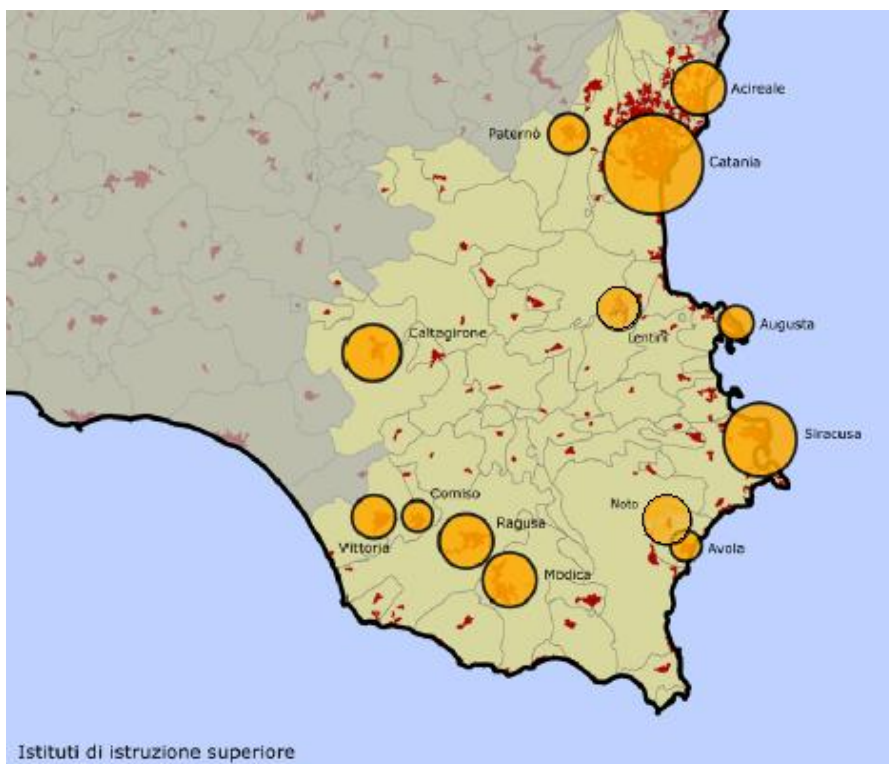 Acireale
Paternò
Catania
Augusta
Lentini
Caltagirone
Siracusa
Comiso
Noto
Ragusa
Vittoria
Avola
Modica
Istituti di istruzione superiore